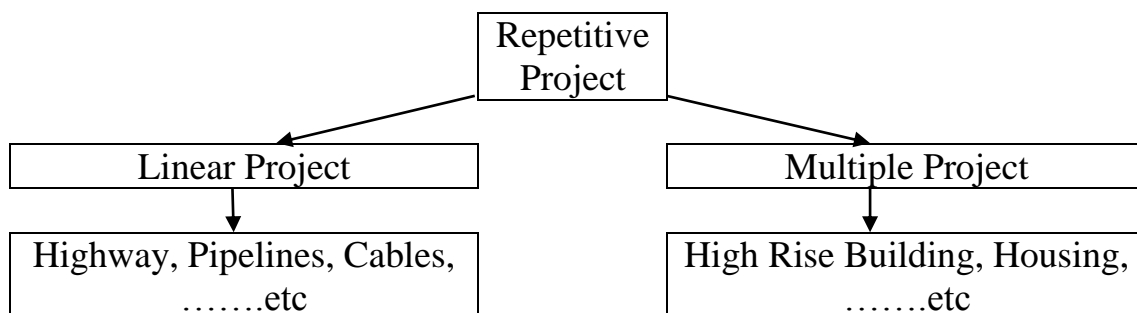 Repetitive
Project
Linear Project
Multiple Project
Highway, Pipelines, Cables,
…….etc
High Rise Building, Housing,
…….etc